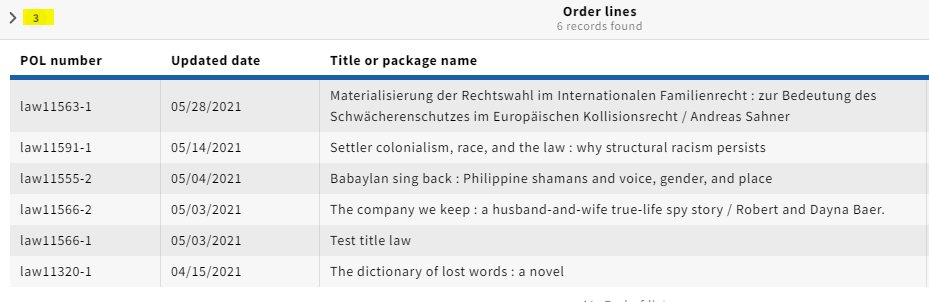 3
Order lines
6 records found
POL number Updated date Title or package name
law11563-1 05/28/2021 Materialisierung der Rechtswahl im Internationalen Familienrecht : zur Bedeutung des
Schwächerenschutzes im Europäischen Kollisionsrecht / Andreas Sahner
law11591-1 05/14/2021 Settler colonialism, race, and the law : why structural racism persists
law11555-2 05/04/2021 Babaylan sing back : Philippine shamans and voice, gender, and place
law11566-2 05/03/2021 The company we keep : a husband-and-wife true-life spy story / Robert and Dayna Baer.
law11566-1 05/03/2021 Test title law
law11320-1 04/15/2021 The dictionary of lost words : a novel